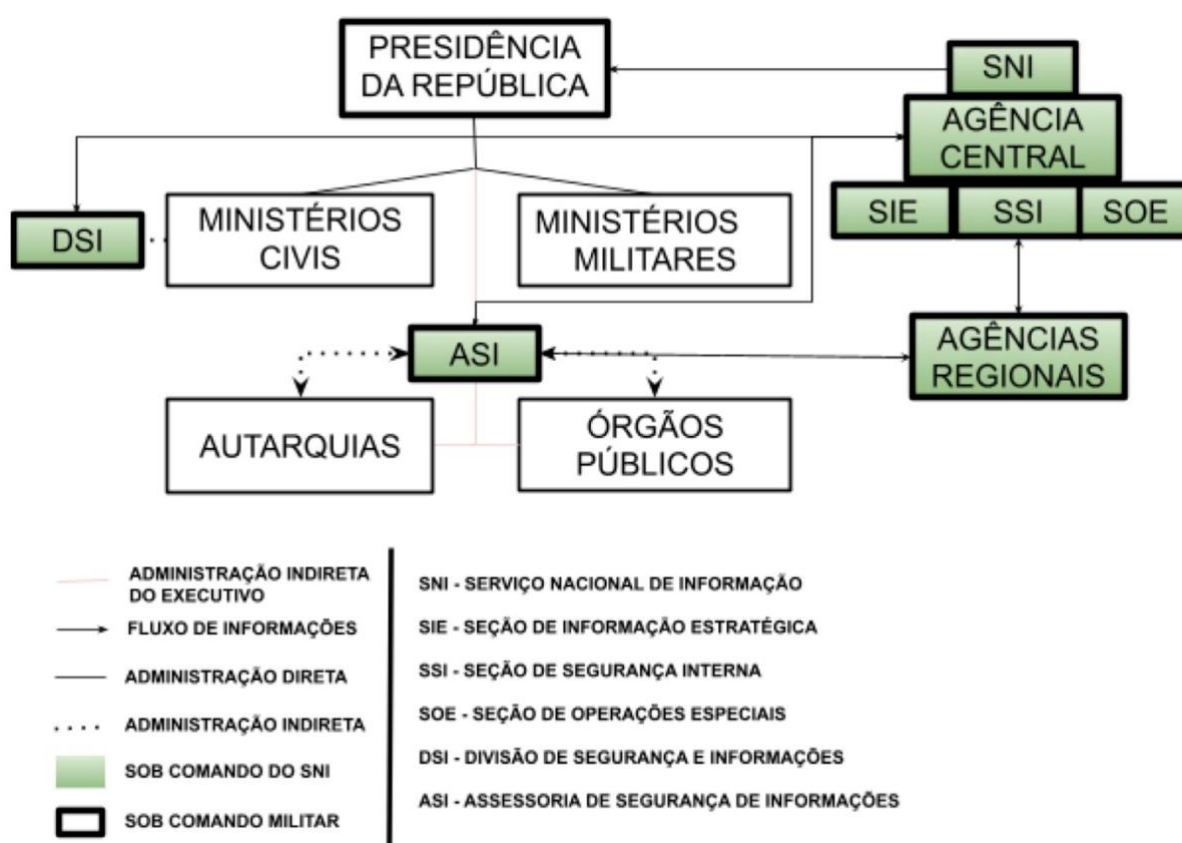 PRESIDÊNCIA
DA REPÚBLICA
SNI
AGÊNCIA
CENTRAL
SIE
SSI
SOE
DSI
MINISTÉRIOS
CIVIS
MINISTÉRIOS
MILITARES
ASI
AGÊNCIAS
REGIONAIS
AUTARQUIAS
ÓRGÃOS
PÚBLICOS
ADMINISTRAÇÃO INDIRETA
DO EXECUTIVO
FLUXO DE INFORMAÇÕES
ADMINISTRAÇÃO DIRETA
ADMINISTRAÇÃO INDIRETA
SOB COMANDO DO SNI
SOB COMANDO MILITAR
SNI - SERVIÇO NACIONAL DE INFORMAÇÃO
SIE - SEÇÃO DE INFORMAÇÃO ESTRATÉGICA
SSI - SEÇÃO DE SEGURANÇA INTERNA
SOE - SEÇÃO DE OPERAÇÕES ESPECIAIS
DSI - DIVISÃO DE SEGURANÇA E INFORMAÇÕES
ASI - ASSESSORIA DE SEGURANÇA DE INFORMAÇÕES